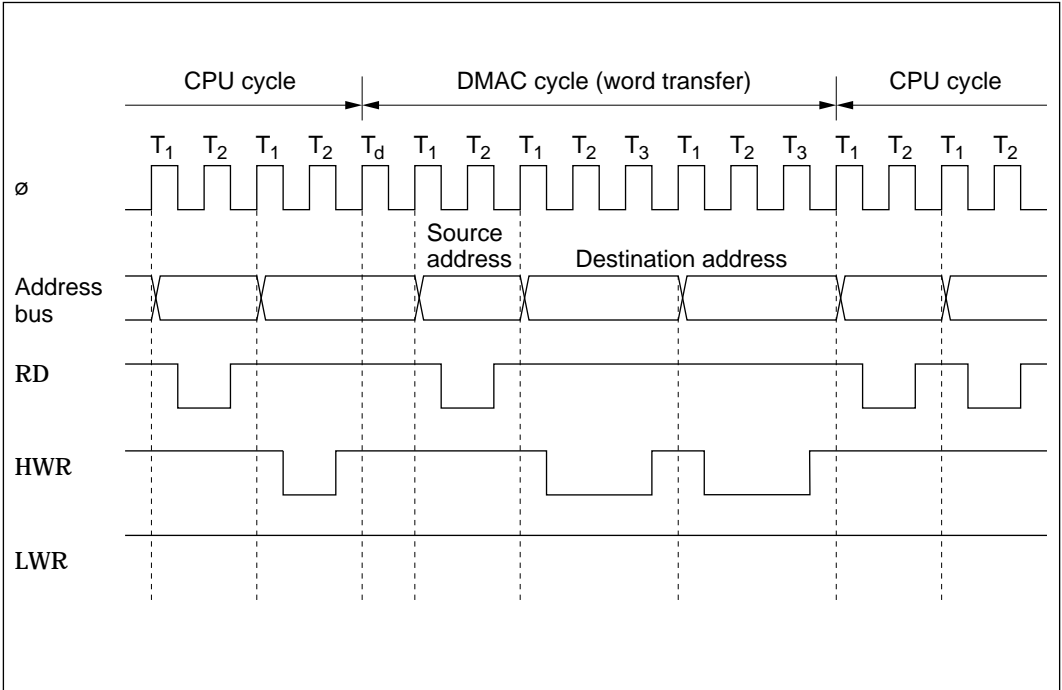 CPU cycle DMAC cycle (word transfer) CPU cycle
T₁ T₂ T₁ T₂ T_d T₁ T₂ T₁ T₂ T₃ T₁ T₂ T₃ T₁ T₂ T₁ T₂
ø
Source
address
Destination address
Address
bus
RD
HWR
LWR